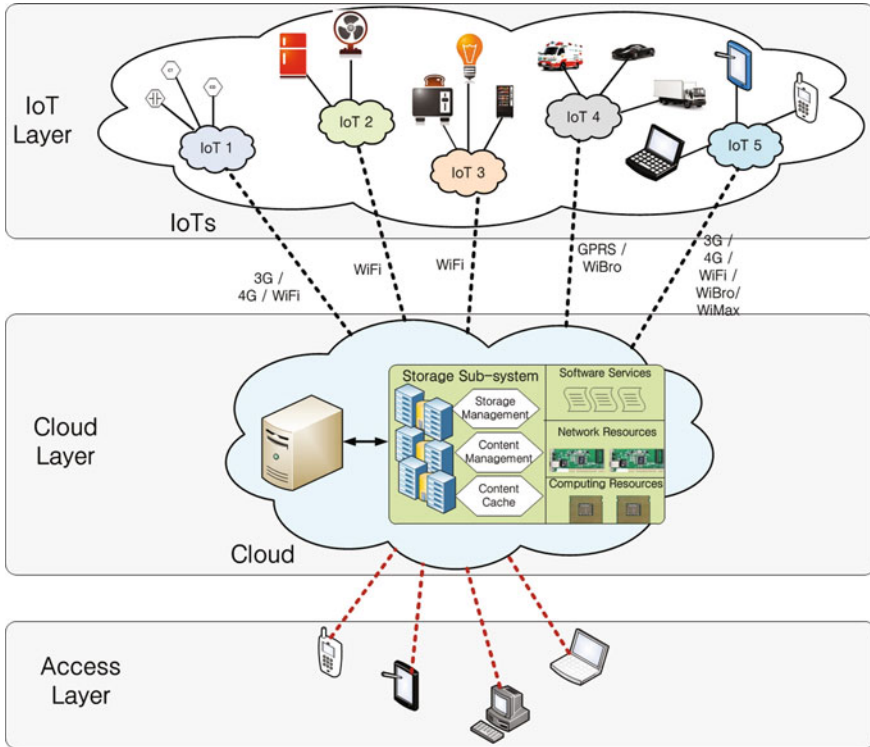 IoT
Layer
IoT 1
IoT 2
IoT 3
IoT 4
IoT 5
IoTs
3G /
4G / WiFi
WiFi
WiFi
GPRS /
WiBro
3G /
4G /
WiFi /
WiBro/
WiMax
Cloud
Layer
Storage Sub-system
Storage
Management
Content
Management
Content
Cache
Software Services
Network Resources
Computing Resources
Cloud
Access
Layer